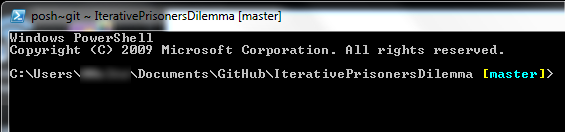 posh~git ~ IterativePrisonersDilemma [master]
Windows PowerShell
Copyright (C) 2009 Microsoft Corporation. All rights reserved.
C:\Users\ \Documents\GitHub\IterativePrisonersDilemma [master]>